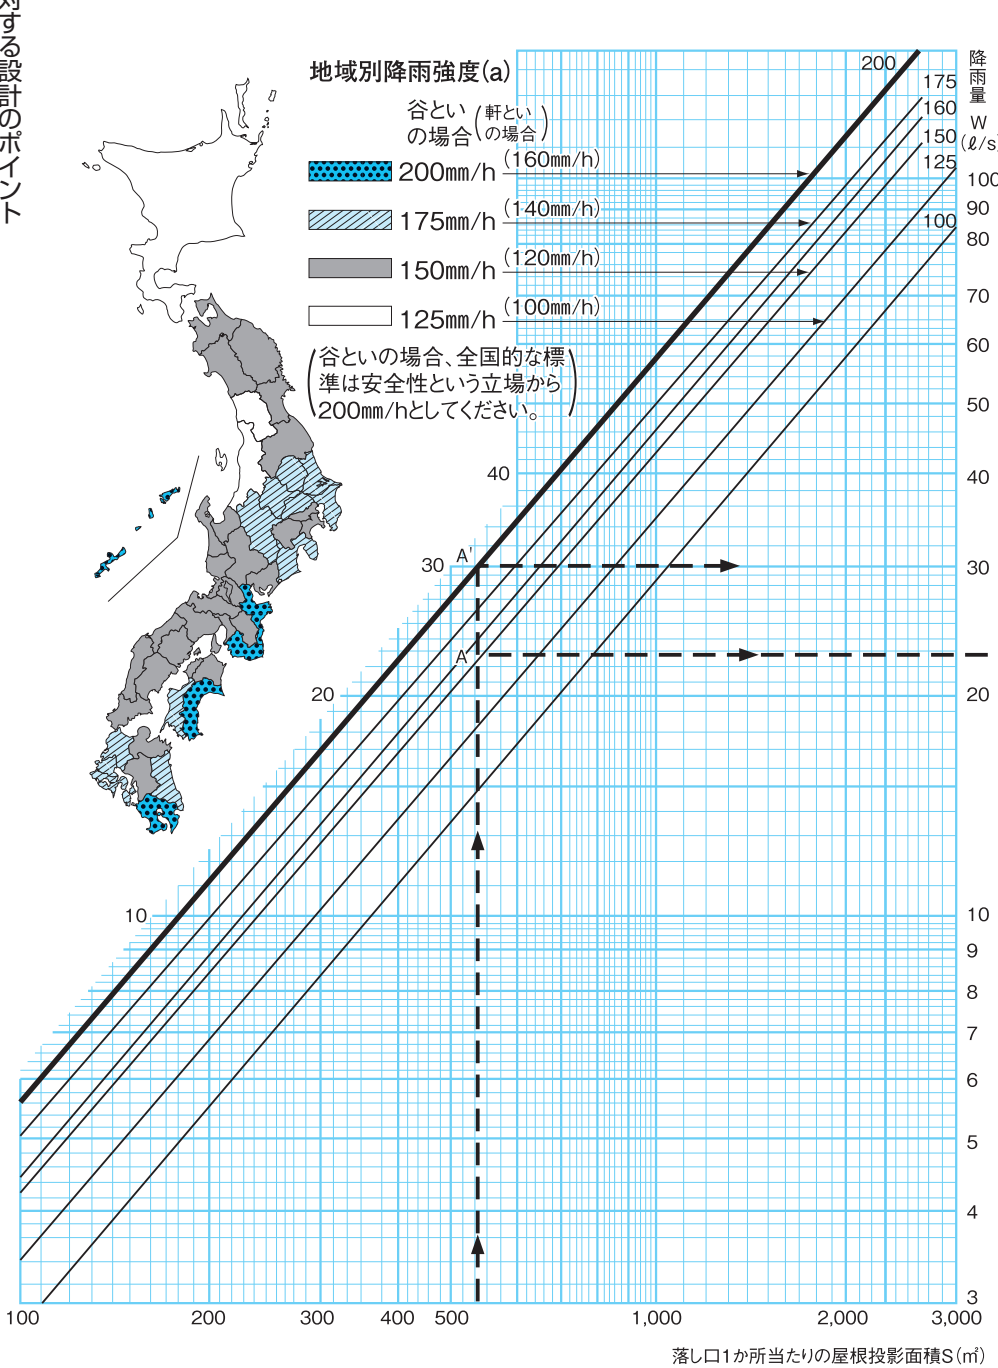 対する設計のポイント
地域別降雨強度(a)
谷とい
の場合
(軒とい
の場合)
200mm/h (160mm/h)
175mm/h (140mm/h)
150mm/h (120mm/h)
125mm/h (100mm/h)
(谷といの場合、全国的な標
準は安全性という立場から
200mm/hとしてください。)
200
175
160
150
125
100
降雨量
W
(ℓ/s)
100
90
80
70
60
50
40
30
20
10
9
8
7
6
5
4
3
40
30
20
10
A'
A
100 200 300 400 500 1,000 2,000 3,000
落し口1か所当たりの屋根投影面積S(㎡)